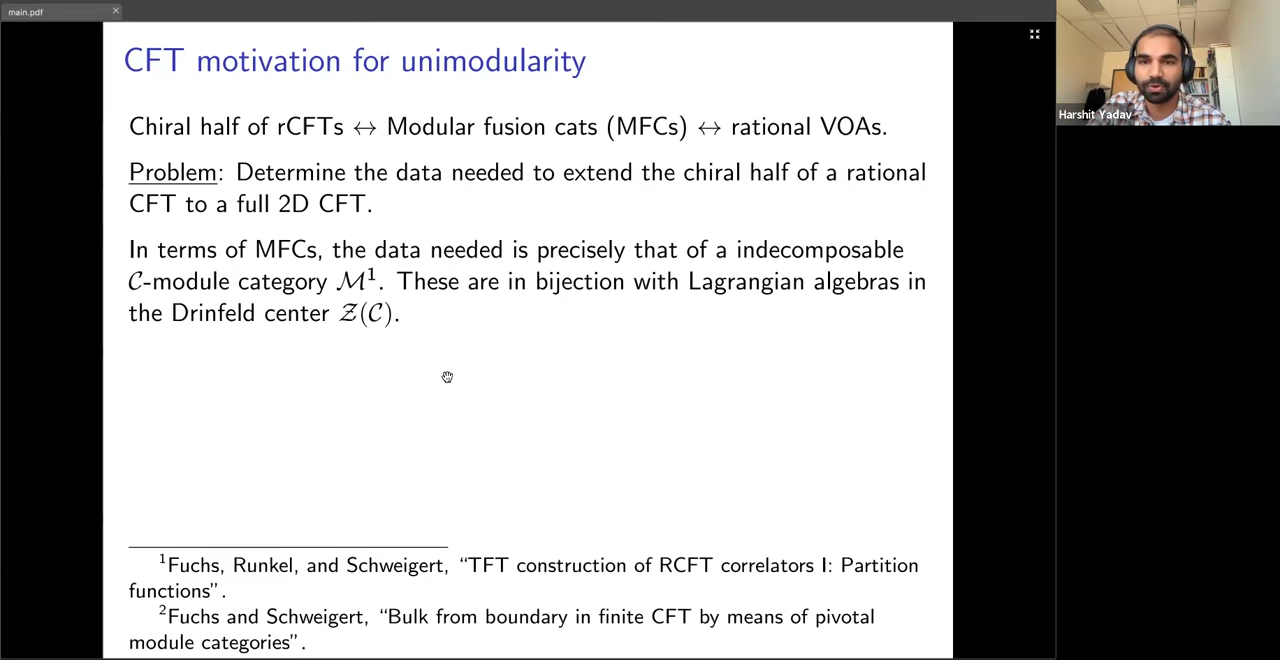 main.pdf
CFT motivation for unimodularity
Chiral half of rCFTs ↔ Modular fusion cats (MFCs) ↔ rational VOAs.
Problem: Determine the data needed to extend the chiral half of a rational
CFT to a full 2D CFT.
In terms of MFCs, the data needed is precisely that of a indecomposable
𝒞-module category ℳ¹. These are in bijection with Lagrangian algebras in
the Drinfeld center 𝒵(𝒞).
¹Fuchs, Runkel, and Schweigert, “TFT construction of RCFT correlators I: Partition
functions”.
²Fuchs and Schweigert, “Bulk from boundary in finite CFT by means of pivotal
module categories”.
Harshit Yadav